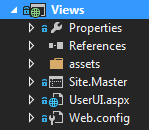 Views
Properties
References
assets
Site.Master
UserUI.aspx
Web.config